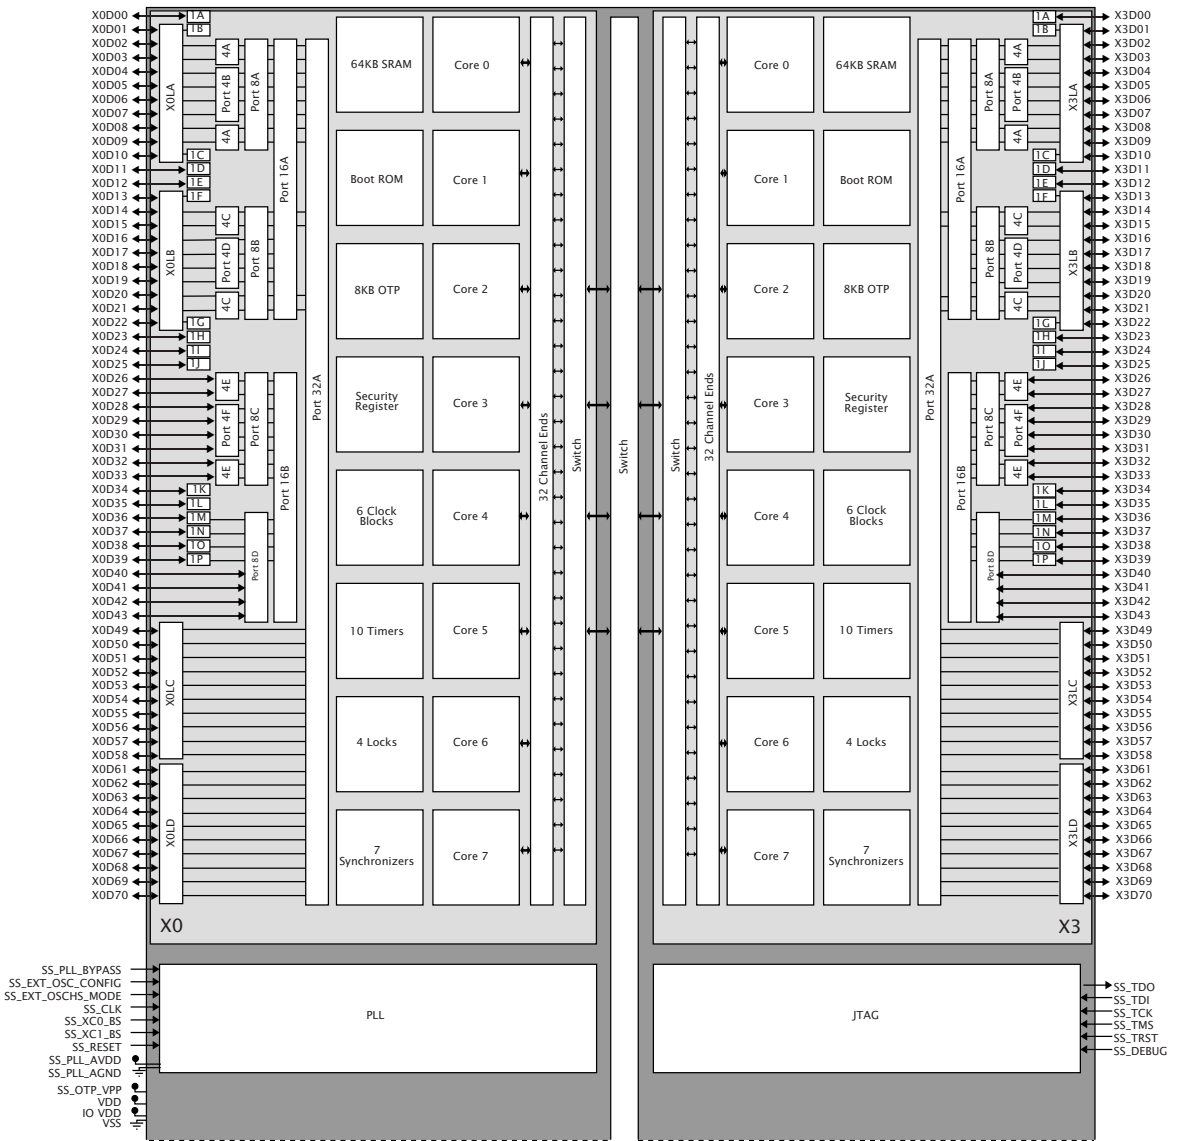 X0D00
X0D01
X0D02
X0D03
X0D04
X0D05
X0D06
X0D07
X0D08
X0D09
X0D10
X0D11
X0D12
X0D13
X0D14
X0D15
X0D16
X0D17
X0D18
X0D19
X0D20
X0D21
X0D22
X0D23
X0D24
X0D25
X0D26
X0D27
X0D28
X0D29
X0D30
X0D31
X0D32
X0D33
X0D34
X0D35
X0D36
X0D37
X0D38
X0D39
X0D40
X0D41
X0D42
X0D43
X0D49
X0D50
X0D51
X0D52
X0D53
X0D54
X0D55
X0D56
X0D57
X0D58
X0D61
X0D62
X0D63
X0D64
X0D65
X0D66
X0D67
X0D68
X0D69
X0D70
X0LA
X0LB
X0LC
X0LD
1A
1B
1C
1D
1E
1F
1G
1H
1I
1J
1K
1L
1M
1N
1O
1P
4A
Port 4B
4A
4C
Port 4D
4C
4E
Port 4F
4E
Port 8A
Port 8B
Port 8C
Port 8D
Port 16A
Port 16B
Port 32A
64KB SRAM
Boot ROM
8KB OTP
Security
Register
6 Clock
Blocks
10 Timers
4 Locks
7
Synchronizers
Core 0
Core 1
Core 2
Core 3
Core 4
Core 5
Core 6
Core 7
32 Channel Ends
Switch
X0
Switch
Switch
32 Channel Ends
Core 0
Core 1
Core 2
Core 3
Core 4
Core 5
Core 6
Core 7
64KB SRAM
Boot ROM
8KB OTP
Security
Register
6 Clock
Blocks
10 Timers
4 Locks
7
Synchronizers
Port 32A
Port 16A
Port 16B
Port 8A
Port 8B
Port 8C
Port 8D
4A
Port 4B
4A
4C
Port 4D
4C
4E
Port 4F
4E
1A
1B
1C
1D
1E
1F
1G
1H
1I
1J
1K
1L
1M
1N
1O
1P
X3LA
X3LB
X3LC
X3LD
X3
X3D00
X3D01
X3D02
X3D03
X3D04
X3D05
X3D06
X3D07
X3D08
X3D09
X3D10
X3D11
X3D12
X3D13
X3D14
X3D15
X3D16
X3D17
X3D18
X3D19
X3D20
X3D21
X3D22
X3D23
X3D24
X3D25
X3D26
X3D27
X3D28
X3D29
X3D30
X3D31
X3D32
X3D33
X3D34
X3D35
X3D36
X3D37
X3D38
X3D39
X3D40
X3D41
X3D42
X3D43
X3D49
X3D50
X3D51
X3D52
X3D53
X3D54
X3D55
X3D56
X3D57
X3D58
X3D61
X3D62
X3D63
X3D64
X3D65
X3D66
X3D67
X3D68
X3D69
X3D70
SS_PLL_BYPASS
SS_EXT_OSC_CONFIG
SS_EXT_OSCHS_MODE
SS_CLK
SS_XC0_BS
SS_XC1_BS
SS_RESET
SS_PLL_AVDD
SS_PLL_AGND
SS_OTP_VPP
VDD
IO VDD
VSS
PLL
JTAG
SS_TDO
SS_TDI
SS_TCK
SS_TMS
SS_TRST
SS_DEBUG